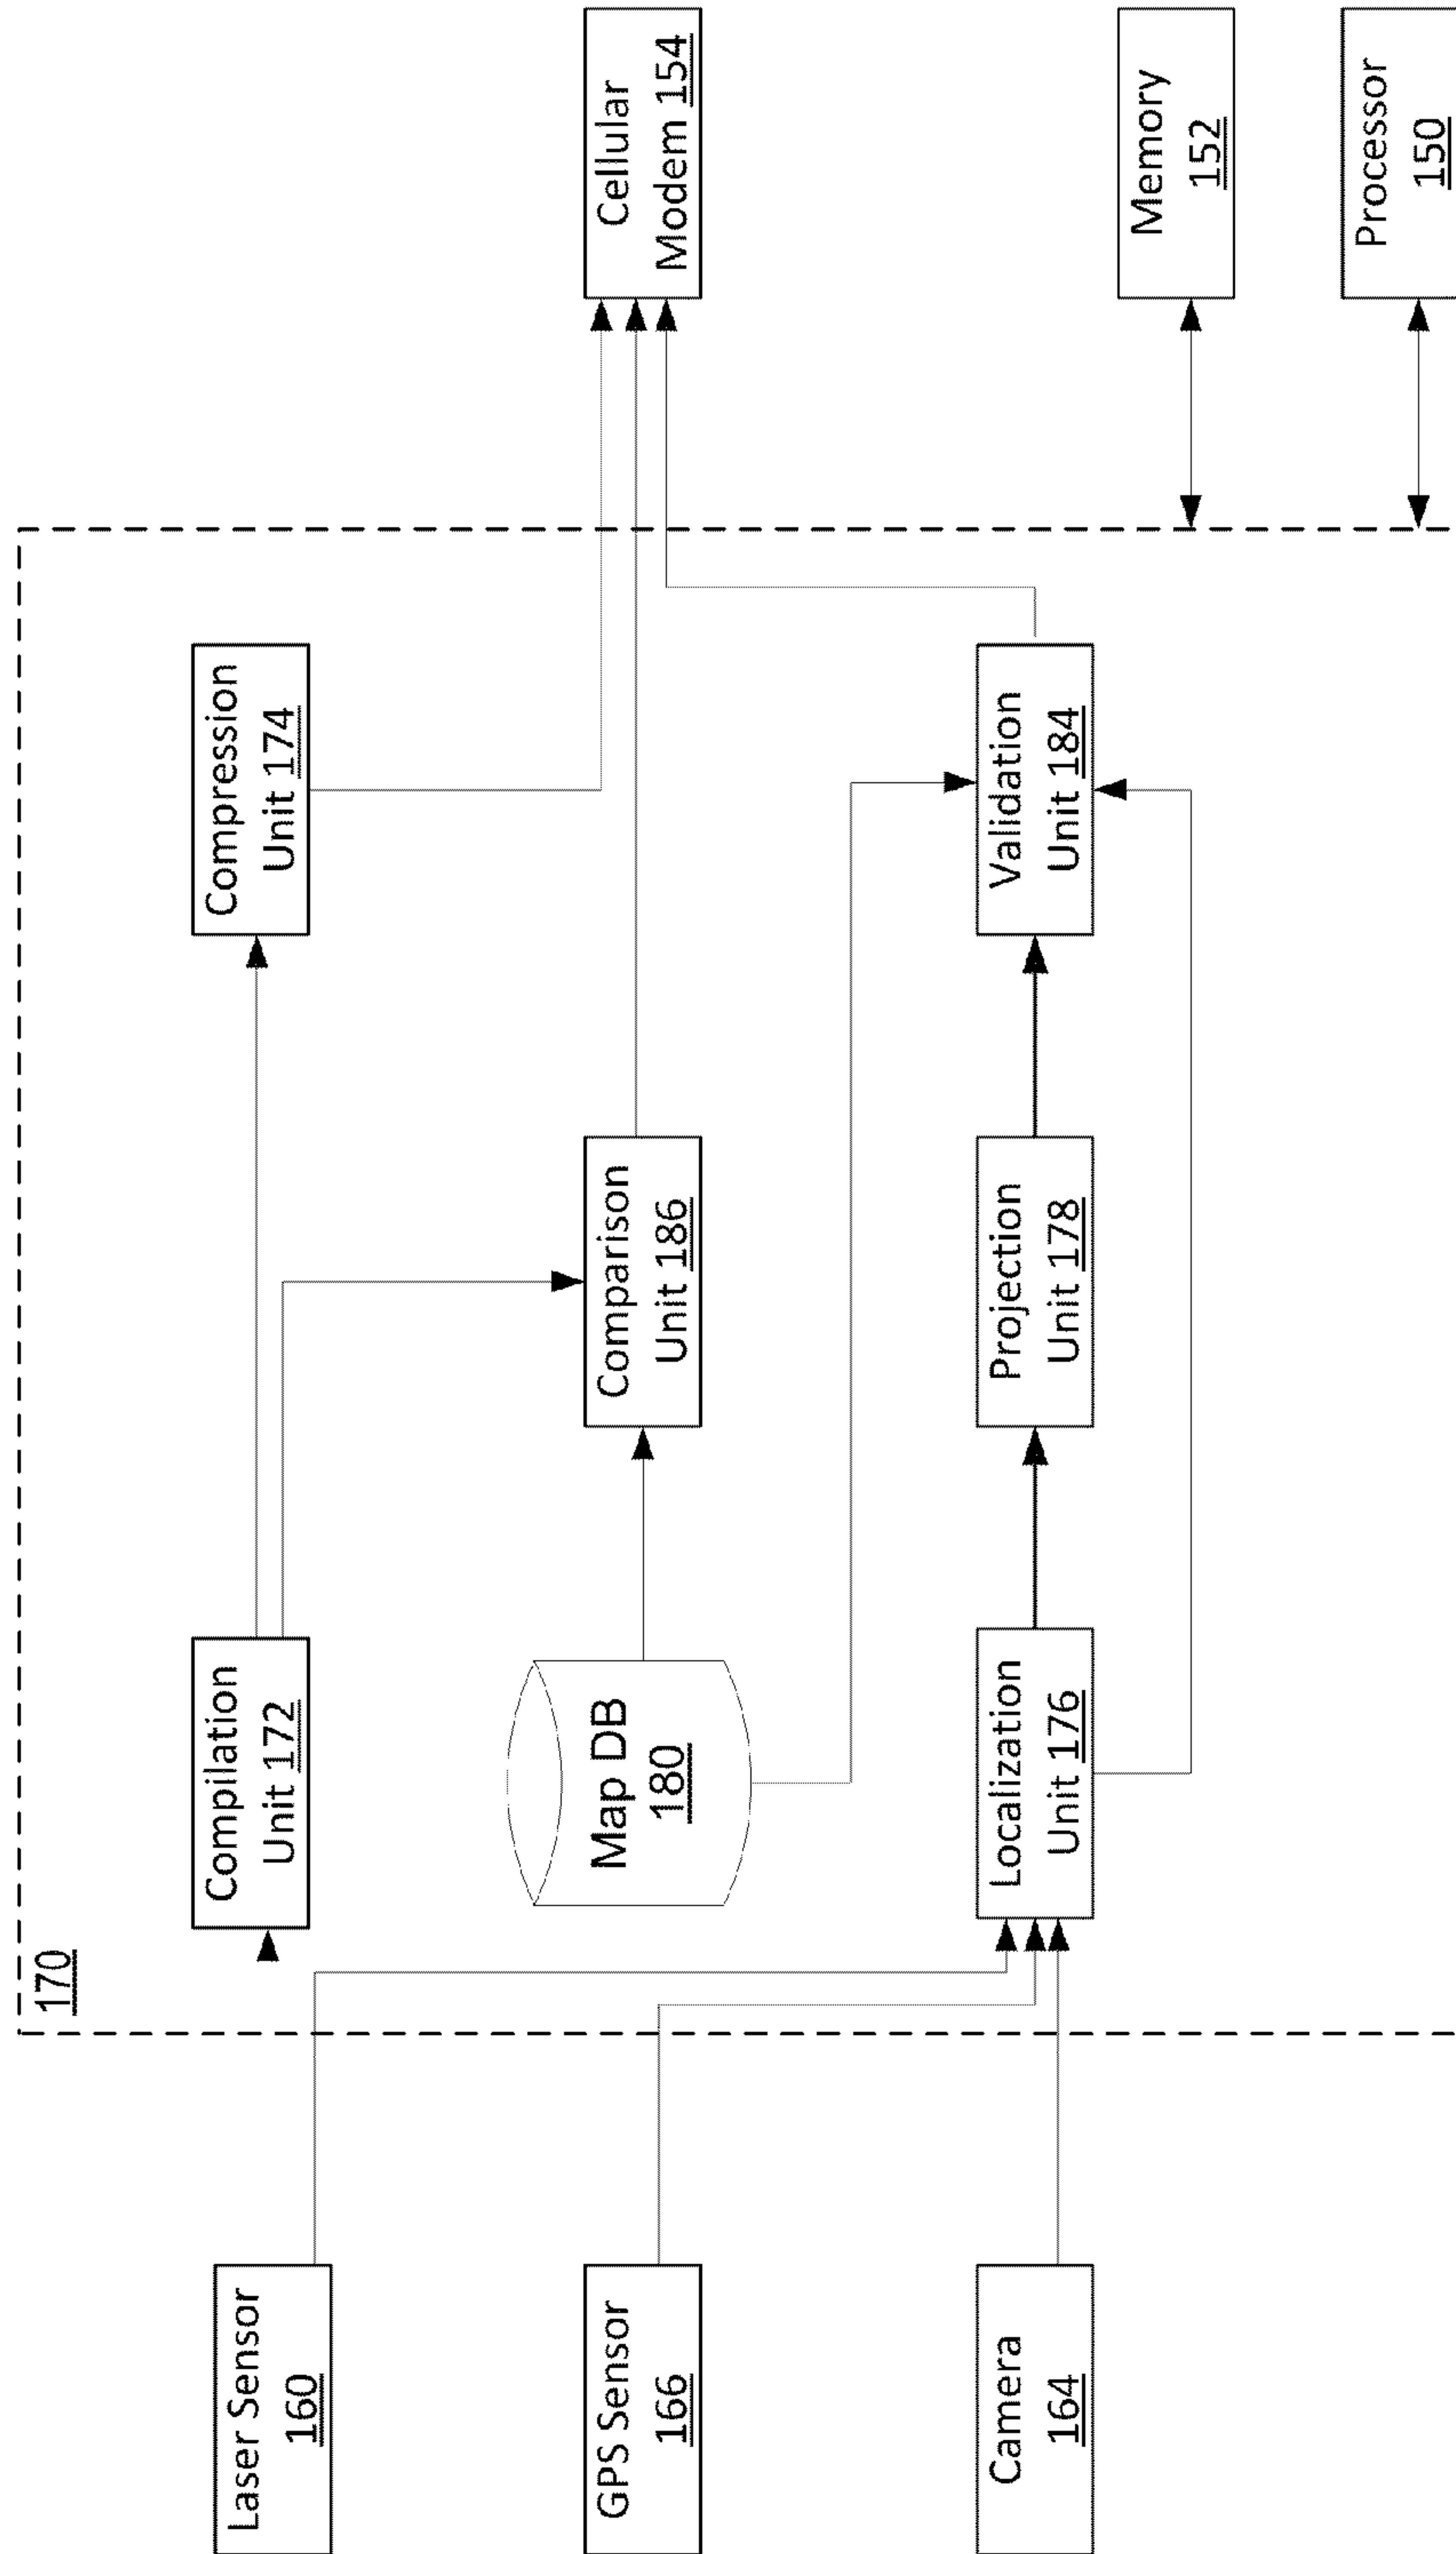 170
Laser Sensor
160
GPS Sensor
166
Camera
164
Compilation
Unit 172
Map DB
180
Localization
Unit 176
Comparison
Unit 186
Projection
Unit 178
Compression
Unit 174
Validation
Unit 184
Cellular
Modem 154
Memory
152
Processor
150